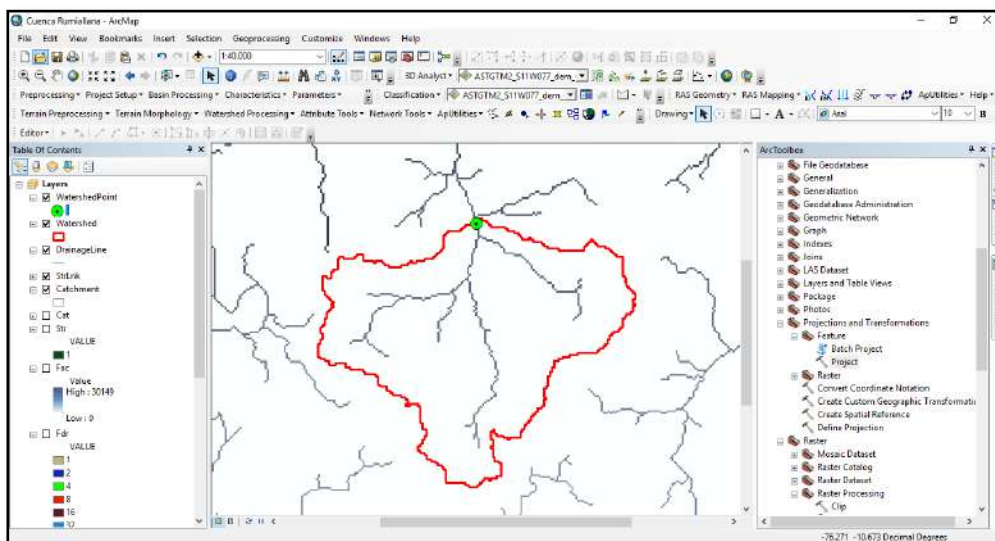 Cuenca Rumiallana - ArcMap
File Edit View Bookmarks Insert Selection Geoprocessing Customize Windows Help
1:40,000
3D Analyst ASTGTM2_S11W077_dem_
Preprocessing Project Setup Basin Processing Characteristics Parameters Classification ASTGTM2_S11W077_dem_ RAS Geometry RAS Mapping ApUtilities Help
Terrain Preprocessing Terrain Morphology Watershed Processing Attribute Tools Network Tools ApUtilities Drawing A Arial 10 B
Editor
Table Of Contents
Layers
WatershedPoint
Watershed
DrainageLine
StrLnk
Catchment
Cat
Str
VALUE
1
Fac
Value
High : 30149
Low : 0
Fdr
VALUE
1
2
4
8
16
32
ArcToolbox
File Geodatabase
General
Generalization
Geodatabase Administration
Geometric Network
Graph
Indexes
Joins
LAS Dataset
Layers and Table Views
Package
Photos
Projections and Transformations
Feature
Batch Project
Project
Raster
Convert Coordinate Notation
Create Custom Geographic Transformati
Create Spatial Reference
Define Projection
Raster
Mosaic Dataset
Raster Catalog
Raster Dataset
Raster Processing
Clip
-76.271 -10.673 Decimal Degrees